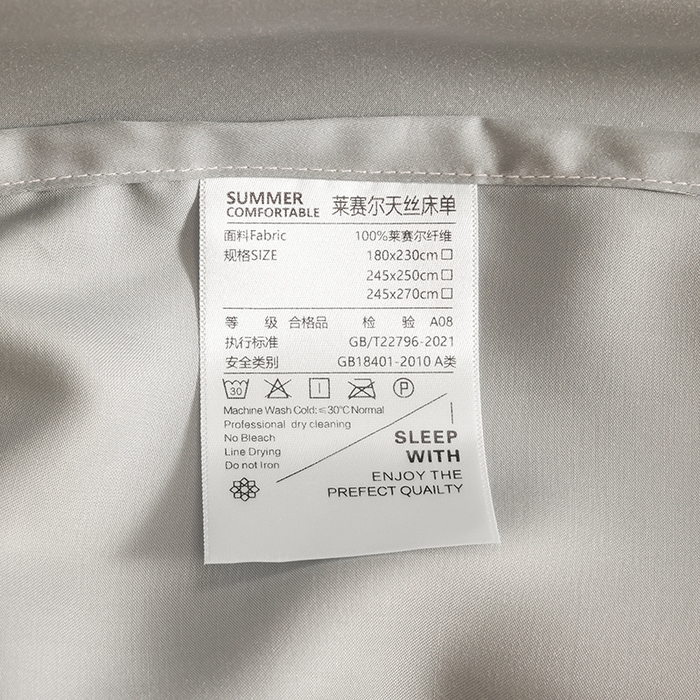 SUMMER
COMFORTABLE 莱赛尔天丝床单
面料Fabric 100%莱赛尔纤维
规格SIZE 180x230cm□
245x250cm□
245x270cm□
等 级 合格品 检 验 A08
执行标准 GB/T22796-2021
安全类别 GB18401-2010 A类
30 P
Machine Wash Cold:≤30℃ Normal
Professional dry cleaning
No Bleach
Line Drying
Do not Iron
SLEEP
WITH
ENJOY THE
PREFECT QUAILTY